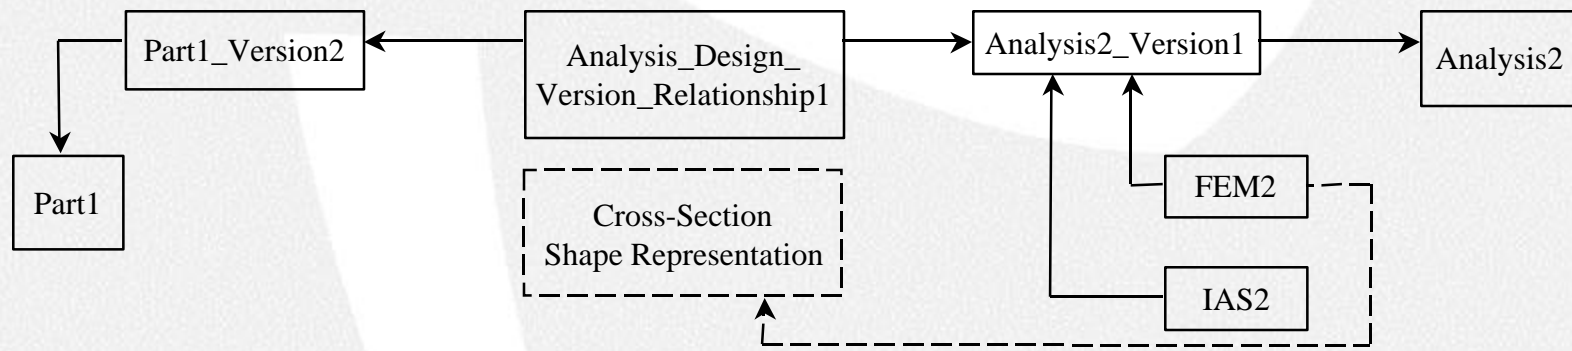 Part1_Version2
Analysis_Design_
Version_Relationship1
Analysis2_Version1
Analysis2
Part1
Cross-Section
Shape Representation
FEM2
IAS2